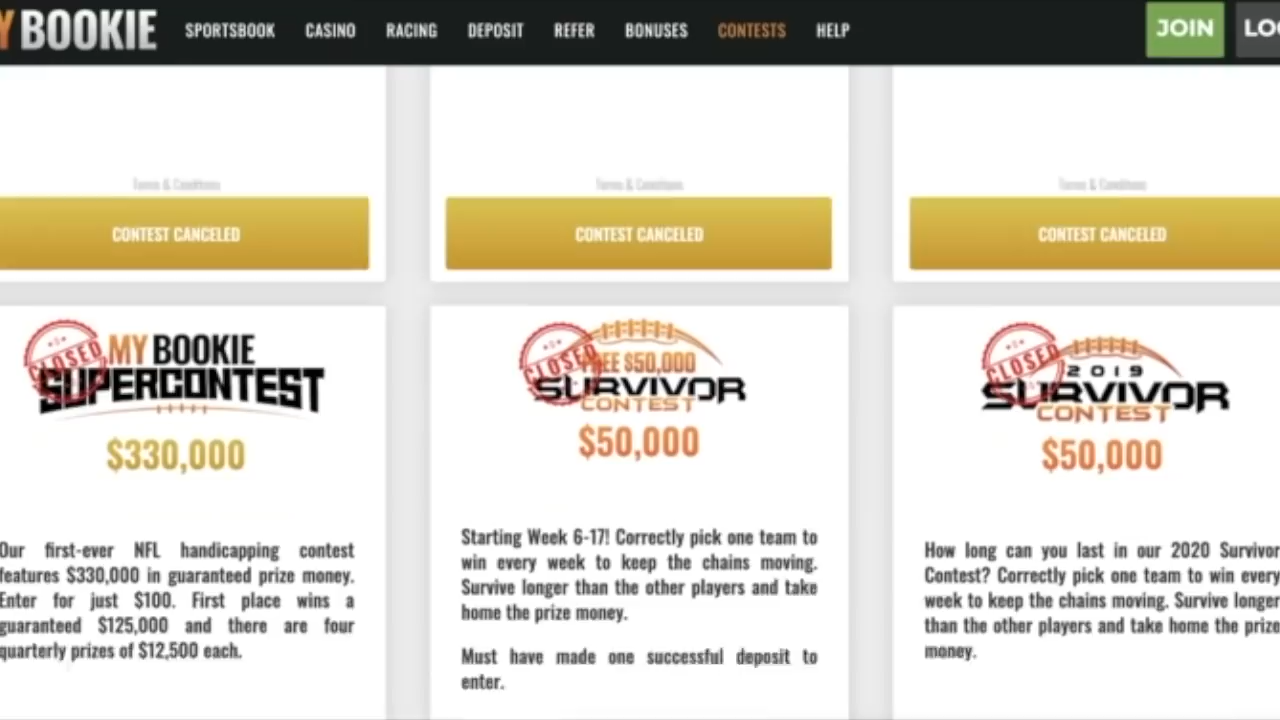 Y BOOKIE SPORTSBOOK CASINO RACING DEPOSIT REFER BONUSES CONTESTS HELP JOIN LO
Terms & Conditions Terms & Conditions Terms & Conditions
CONTEST CANCELED CONTEST CANCELED CONTEST CANCELED
CLOSED
MY BOOKIE
SUPERCONTEST
$330,000
Our first-ever NFL handicapping contest
features $330,000 in guaranteed prize money.
Enter for just $100. First place wins a
guaranteed $125,000 and there are four
quarterly prizes of $12,500 each.
CLOSED
FREE $50,000
SURVIVOR
CONTEST
$50,000
Starting Week 6-17! Correctly pick one team to
win every week to keep the chains moving.
Survive longer than the other players and take
home the prize money.
Must have made one successful deposit to
enter.
CLOSED
2019
SURVIVOR
CONTEST
$50,000
How long can you last in our 2020 Survivor
Contest? Correctly pick one team to win every
week to keep the chains moving. Survive longer
than the other players and take home the prize
money.